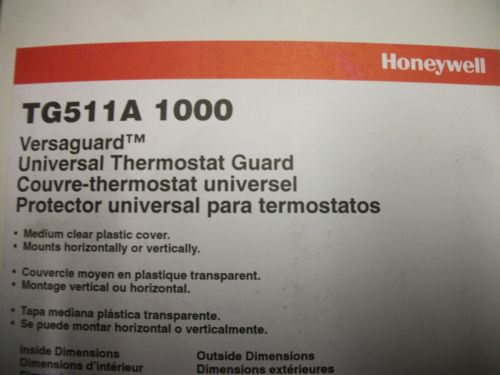 Honeywell
TG511A 1000
Versaguard™
Universal Thermostat Guard
Couvre-thermostat universel
Protector universal para termostatos
• Medium clear plastic cover.
• Mounts horizontally or vertically.
• Couvercle moyen en plastique transparent.
• Montage vertical ou horizontal.
• Tapa mediana plástica transparente.
• Se puede montar horizontal o verticalmente.
Inside Dimensions
Outside Dimensions
Dimensions d'intérieur
Dimensions extérieures